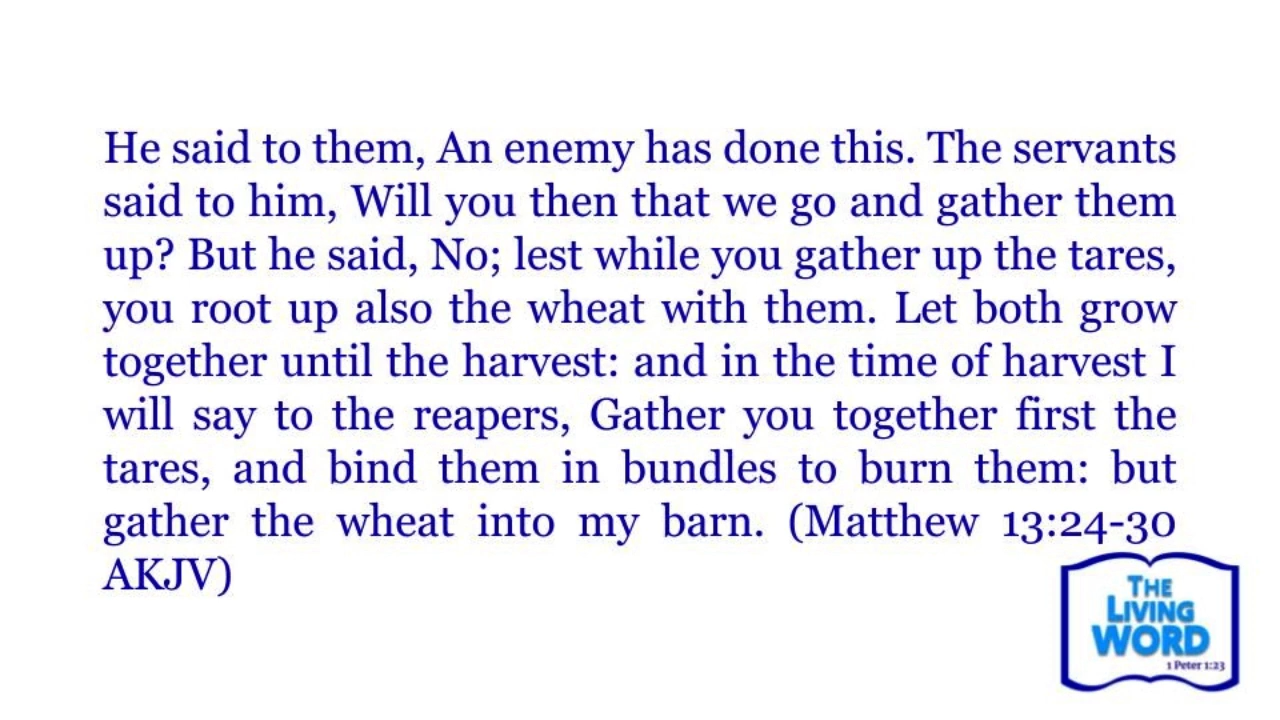 He said to them, An enemy has done this. The servants
said to him, Will you then that we go and gather them
up? But he said, No; lest while you gather up the tares,
you root up also the wheat with them. Let both grow
together until the harvest: and in the time of harvest I
will say to the reapers, Gather you together first the
tares, and bind them in bundles to burn them: but
gather the wheat into my barn. (Matthew 13:24-30
AKJV)
THE
LIVING
WORD
1 Peter 1:23